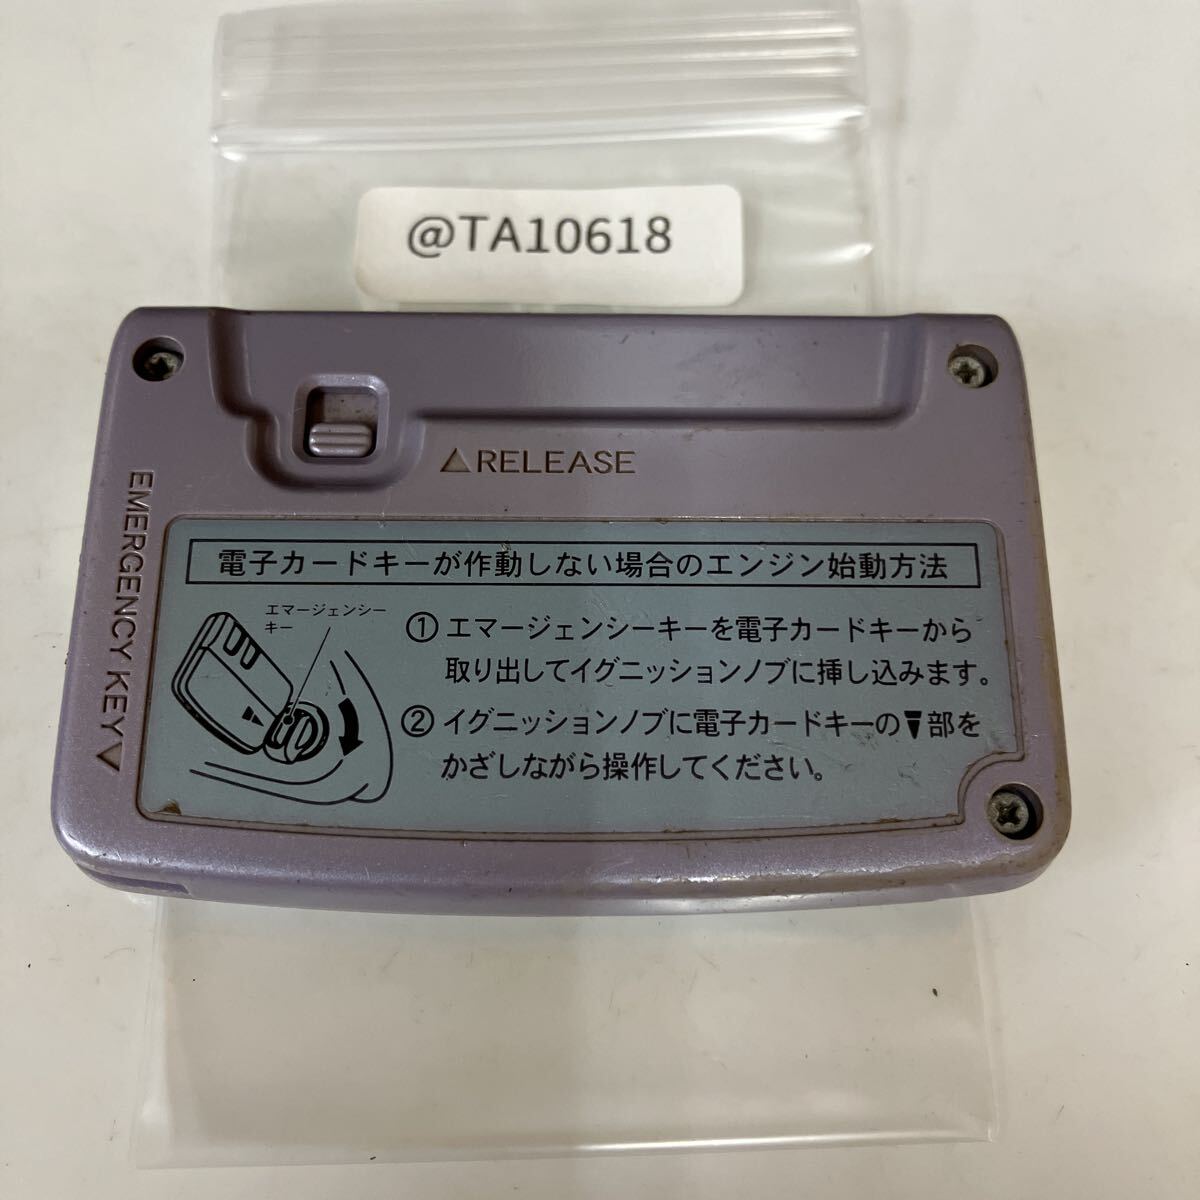 @TA10618
△RELEASE
EMERGENCY KEY▽
電子カードキーが作動しない場合のエンジン始動方法
エマージェンシー
キー
① エマージェンシーキーを電子カードキーから
取り出してイグニッションノブに挿し込みます。
② イグニッションノブに電子カードキーの▼部を
かざしながら操作してください。